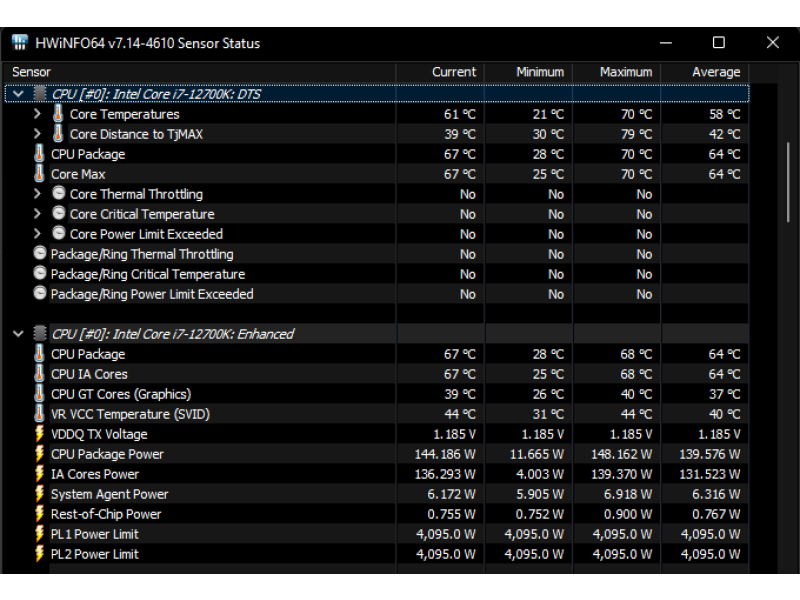 HWiNFO64 v7.14-4610 Sensor Status
Sensor Current Minimum Maximum Average
CPU [#0]: Intel Core i7-12700K: DTS
Core Temperatures 61 °C 21 °C 70 °C 58 °C
Core Distance to TjMAX 39 °C 30 °C 79 °C 42 °C
CPU Package 67 °C 28 °C 70 °C 64 °C
Core Max 67 °C 25 °C 70 °C 64 °C
Core Thermal Throttling No No No
Core Critical Temperature No No No
Core Power Limit Exceeded No No No
Package/Ring Thermal Throttling No No No
Package/Ring Critical Temperature No No No
Package/Ring Power Limit Exceeded No No No
CPU [#0]: Intel Core i7-12700K: Enhanced
CPU Package 67 °C 28 °C 68 °C 64 °C
CPU IA Cores 67 °C 25 °C 68 °C 64 °C
CPU GT Cores (Graphics) 39 °C 26 °C 40 °C 37 °C
VR VCC Temperature (SVID) 44 °C 31 °C 44 °C 40 °C
VDDQ TX Voltage 1.185 V 1.185 V 1.185 V 1.185 V
CPU Package Power 144.186 W 11.665 W 148.162 W 139.576 W
IA Cores Power 136.293 W 4.003 W 139.370 W 131.523 W
System Agent Power 6.172 W 5.905 W 6.918 W 6.316 W
Rest-of-Chip Power 0.755 W 0.752 W 0.900 W 0.767 W
PL1 Power Limit 4,095.0 W 4,095.0 W 4,095.0 W 4,095.0 W
PL2 Power Limit 4,095.0 W 4,095.0 W 4,095.0 W 4,095.0 W